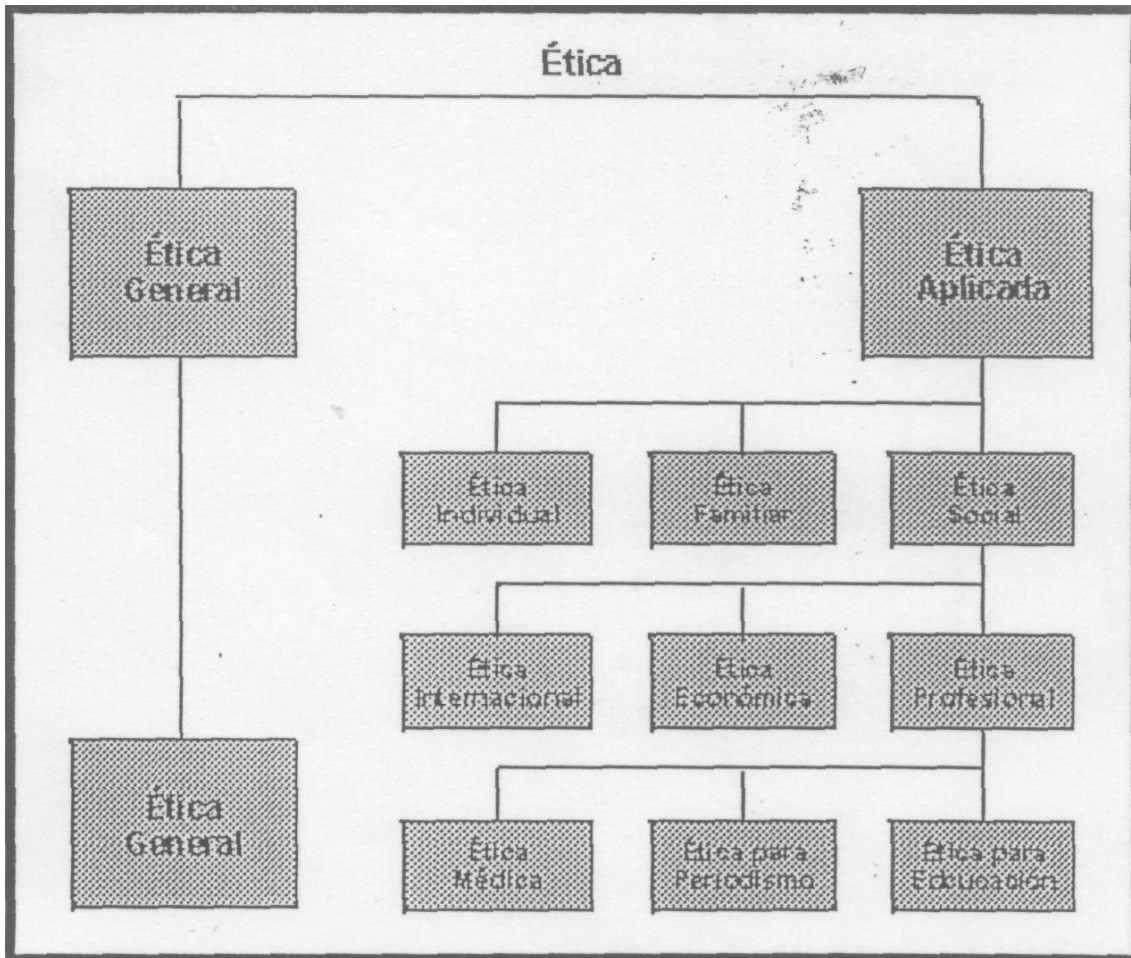 Ética
Ética
General
Ética
Aplicada
Ética
Individual
Ética
Familiar
Ética
Social
Ética
Internacional
Ética
Económica
Ética
Profesional
Ética
General
Ética
Médica
Ética para
Periodismo
Ética para